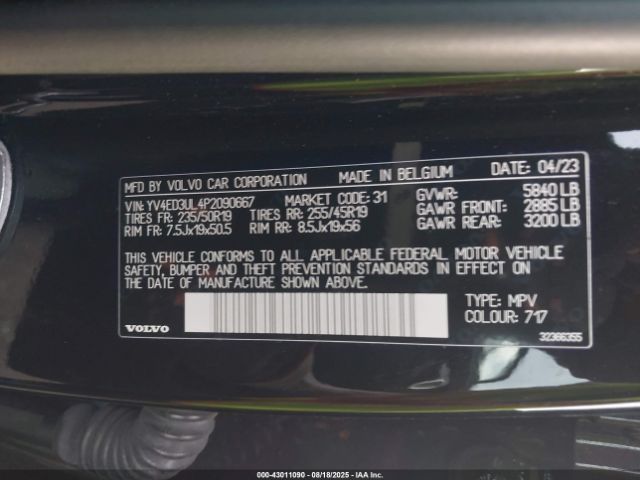 MFD BY VOLVO CAR CORPORATION MADE IN BELGIUM DATE: 04/23
VIN: YV4ED3UL4P2090667 MARKET CODE: 31 GVWR: 5840 LB
TIRES FR: 235/50R19 TIRES RR: 255/45R19 GAWR FRONT: 2885 LB
RIM FR: 7.5Jx19x50.5 RIM RR: 8.5Jx19x56 GAWR REAR: 3200 LB
THIS VEHICLE CONFORMS TO ALL APPLICABLE FEDERAL MOTOR VEHICLE
SAFETY, BUMPER AND THEFT PREVENTION STANDARDS IN EFFECT ON
THE DATE OF MANUFACTURE SHOWN ABOVE.
TYPE: MPV
COLOUR: 717
VOLVO
32366355
000-43011090 - 08/18/2025 - COPYRIGHT IAA, LLC